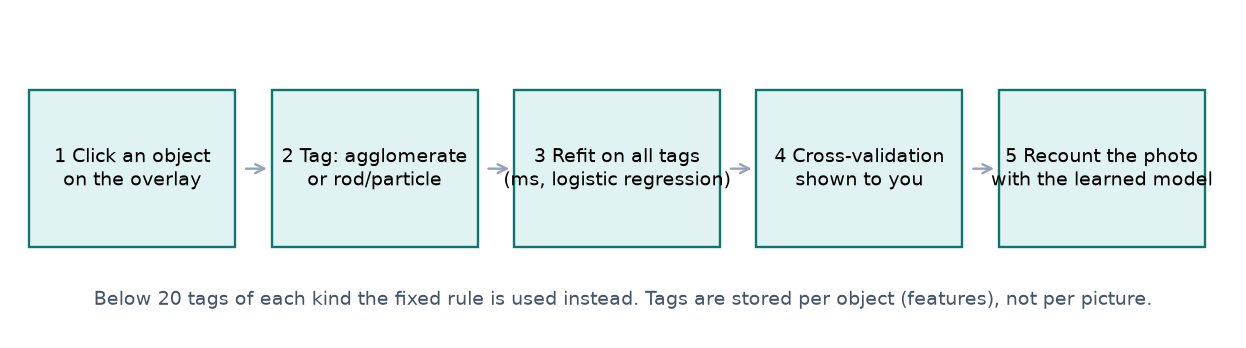 1 Click an object
on the overlay
2 Tag: agglomerate
or rod/particle
3 Refit on all tags
(ms, logistic regression)
4 Cross-validation
shown to you
5 Recount the photo
with the learned model
Below 20 tags of each kind the fixed rule is used instead. Tags are stored per object (features), not per picture.